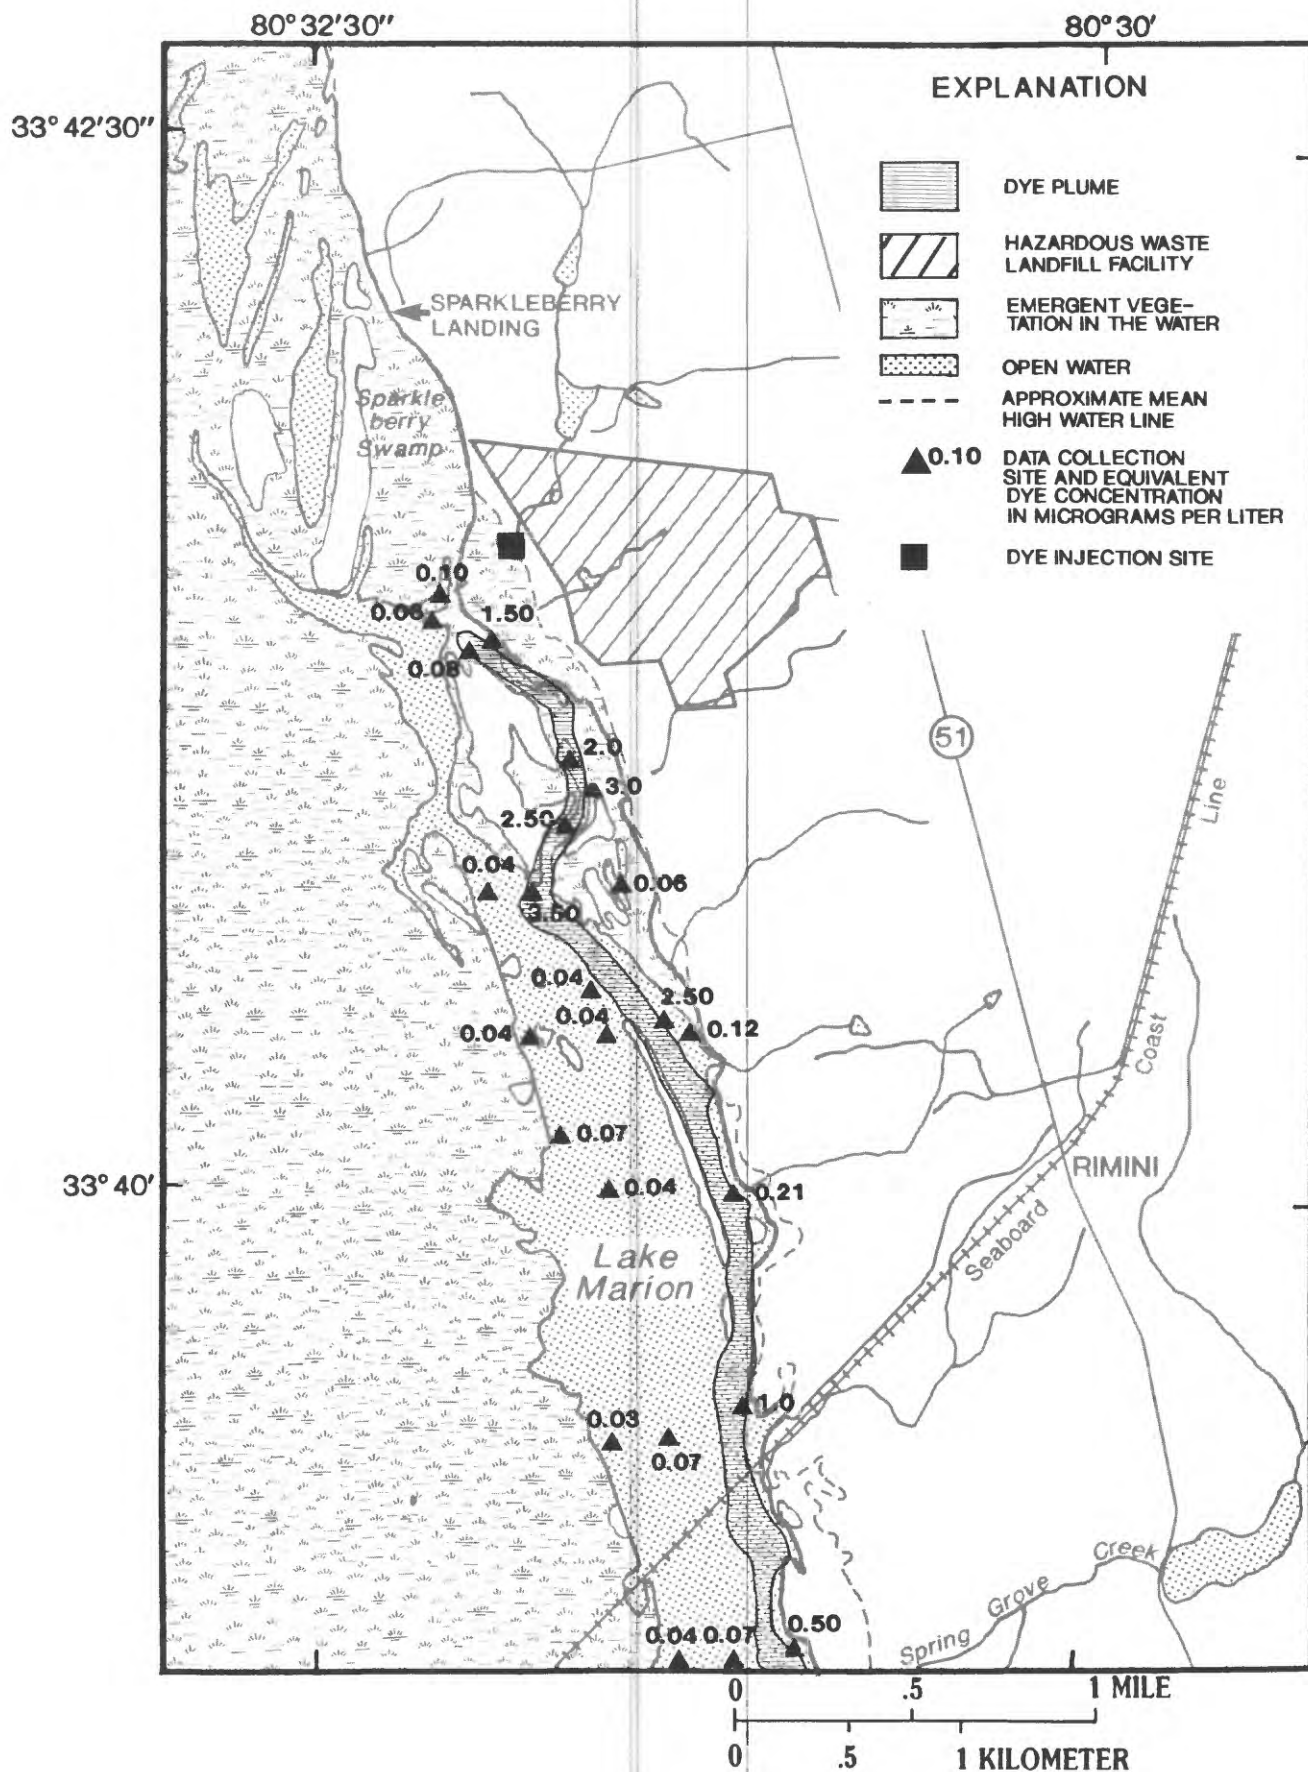 80°32'30"
80°30'
33°42'30"
33°40'
EXPLANATION
DYE PLUME
HAZARDOUS WASTE
LANDFILL FACILITY
EMERGENT VEGE-
TATION IN THE WATER
OPEN WATER
APPROXIMATE MEAN
HIGH WATER LINE
0.10
DATA COLLECTION
SITE AND EQUIVALENT
DYE CONCENTRATION
IN MICROGRAMS PER LITER
DYE INJECTION SITE
SPARKLEBERRY
LANDING
Sparkle
berry
Swamp
0.10
0.06
1.50
0.08
2.0
3.0
2.50
0.04
0.06
3.50
0.04
2.50
0.04
0.04
0.12
0.07
0.04
0.21
Lake
Marion
1.0
0.03
0.07
0.04
0.07
0.50
51
Line
Coast
RIMINI
Seaboard
Creek
Grove
Spring
0
.5
1 MILE
0
.5
1 KILOMETER